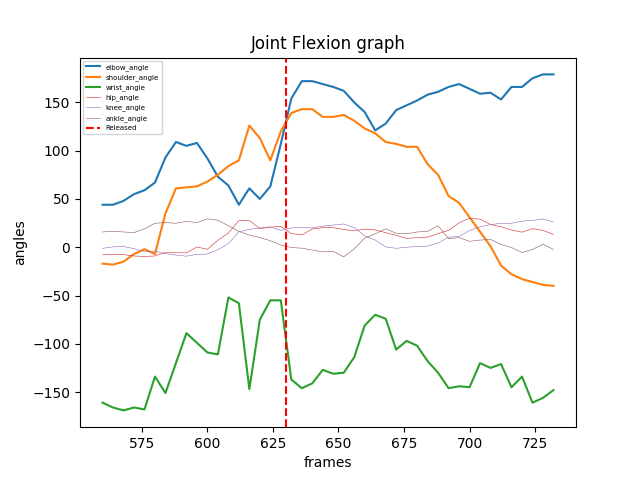 Joint Flexion graph
elbow_angle
shoulder_angle
wrist_angle
hip_angle
knee_angle
ankle_angle
Released
angles
150
100
50
0
−50
−100
−150
575
600
625
650
675
700
725
frames